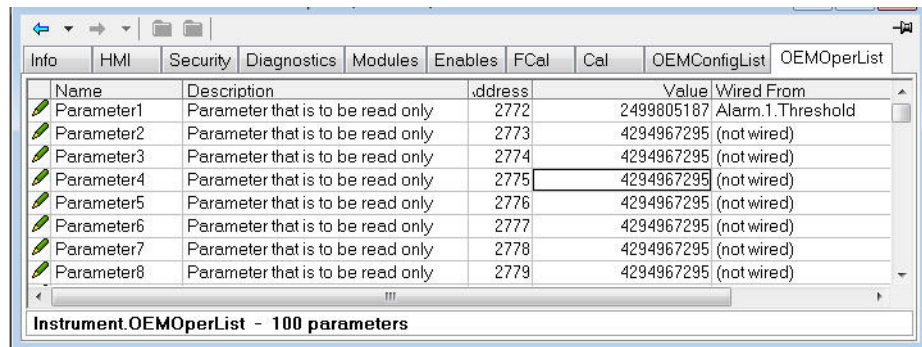 Info HMI Security Diagnostics Modules Enables FCal Cal OEMConfigList OEMOperList
Name Description ddress Value Wired From
Parameter1 Parameter that is to be read only 2772 2499805187 Alarm.1.Threshold
Parameter2 Parameter that is to be read only 2773 4294967295 (not wired)
Parameter3 Parameter that is to be read only 2774 4294967295 (not wired)
Parameter4 Parameter that is to be read only 2775 4294967295 (not wired)
Parameter5 Parameter that is to be read only 2776 4294967295 (not wired)
Parameter6 Parameter that is to be read only 2777 4294967295 (not wired)
Parameter7 Parameter that is to be read only 2778 4294967295 (not wired)
Parameter8 Parameter that is to be read only 2779 4294967295 (not wired)
Instrument.OEMOperList - 100 parameters